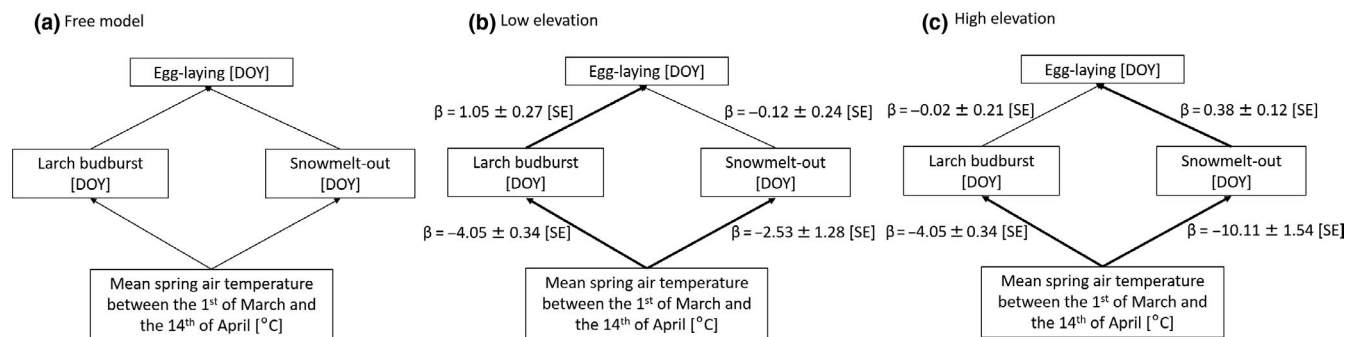 (a) Free model
Egg-laying [DOY]
Larch budburst
[DOY]
Snowmelt-out
[DOY]
Mean spring air temperature
between the 1st of March and
the 14th of April [°C]
(b) Low elevation
Egg-laying [DOY]
β = 1.05 ± 0.27 [SE]
β = −0.12 ± 0.24 [SE]
Larch budburst
[DOY]
Snowmelt-out
[DOY]
β = −4.05 ± 0.34 [SE]
β = −2.53 ± 1.28 [SE]
Mean spring air temperature
between the 1st of March and
the 14th of April [°C]
(c) High elevation
Egg-laying [DOY]
β = −0.02 ± 0.21 [SE]
β = 0.38 ± 0.12 [SE]
Larch budburst
[DOY]
Snowmelt-out
[DOY]
β = −4.05 ± 0.34 [SE]
β = −10.11 ± 1.54 [SE]
Mean spring air temperature
between the 1st of March and
the 14th of April [°C]